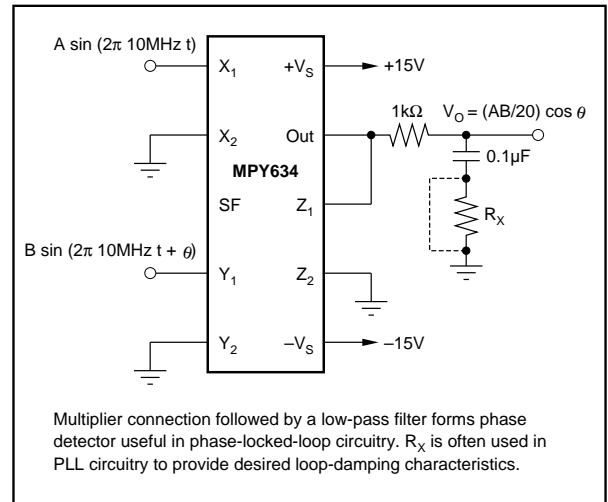 A sin (2π 10MHz t)
X1
+VS
+15V
1kΩ
VO = (AB/20) cos θ
X2
Out
0.1µF
MPY634
SF
Z1
RX
B sin (2π 10MHz t + θ)
Y1
Z2
Y2
–VS
–15V
Multiplier connection followed by a low-pass filter forms phase
detector useful in phase-locked-loop circuitry. RX is often used in
PLL circuitry to provide desired loop-damping characteristics.